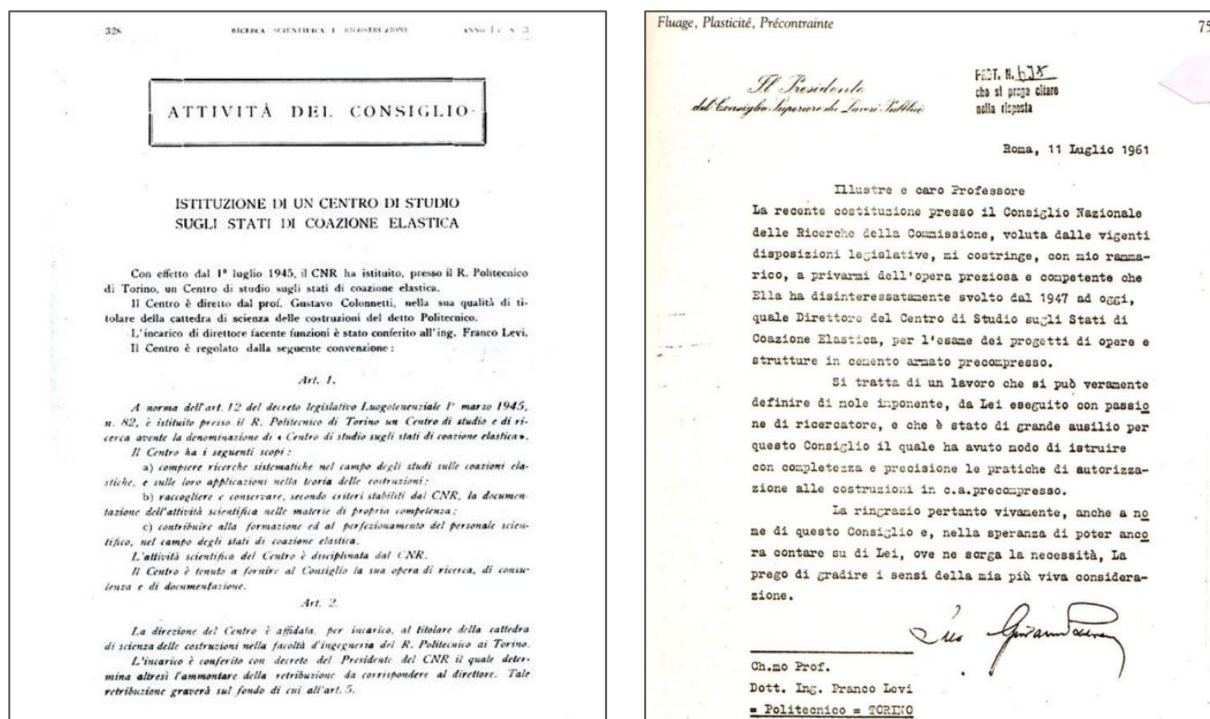 328 RICERCA SCIENTIFICA E RICOSTRUZIONE ANNO 1
ATTIVITÀ DEL CONSIGLIO
ISTITUZIONE DI UN CENTRO DI STUDIO
SUGLI STATI DI COAZIONE ELASTICA
Con effetto dal 1º luglio 1945, il CNR ha istituito, presso il R. Politecnico
di Torino, un Centro di studio sugli stati di coazione elastica.
Il Centro è diretto dal prof. Gustavo Colonnetti, nella sua qualità di ti-
tolare della cattedra di scienza delle costruzioni del detto Politecnico.
L'incarico di direttore facente funzioni è stato conferito all'ing. Franco Levi.
Il Centro è regolato dalla seguente convenzione :
Art. 1.
A norma dell'art. 12 del decreto legislativo Luogotenenziale 1º marzo 1945,
n. 82, è istituito presso il R. Politecnico di Torino un Centro di studio e di ri-
cerca avente la denominazione di « Centro di studio sugli stati di coazione elastica».
Il Centro ha i seguenti scopi :
a) compiere ricerche sistematiche nel campo degli studi sulle coazioni ela-
stiche, e sulle loro applicazioni nella teoria delle costruzioni ;
b) raccogliere e conservare, secondo criteri stabiliti dal CNR, la documen-
tazione dell'attività scientifica nelle materie di propria competenza ;
c) contribuire alla formazione ed al perfezionamento del personale scien-
tifico, nel campo degli stati di coazione elastica.
L'attività scientifica del Centro è disciplinata dal CNR.
Il Centro è tenuto a fornire al Consiglio la sua opera di ricerca, di consu-
lenza e di documentazione.
Art. 2.
La direzione del Centro è affidata, per incarico, al titolare della cattedra
di scienza delle costruzioni nella facoltà d'ingegneria del R. Politecnico di Torino.
L'incarico è conferito con decreto del Presidente del CNR il quale deter-
mina altresì l'ammontare della retribuzione da corrispondere al direttore. Tale
retribuzione graverà sul fondo di cui all'art. 5.
Fluage, Plasticité, Précontrainte 75
Il Presidente
del Consiglio Superiore dei Lavori Pubblici
PROT. N.
che si prega citare
nella risposta
Roma, 11 Luglio 1961
Illustre e caro Professore
La recente costituzione presso il Consiglio Nazionale
delle Ricerche della Commissione, voluta dalle vigenti
disposizioni legislative, mi costringe, con mio ramma-
rico, a privarmi dell'opera preziosa e competente che
Ella ha disinteressatamente svolto dal 1947 ad oggi,
quale Direttore del Centro di Studio sugli Stati di
Coazione Elastica, per l'esame dei progetti di opere e
strutture in cemento armato precompresso.
Si tratta di un lavoro che si può veramente
definire di mole imponente, da Lei eseguito con passio
ne di ricercatore, e che è stato di grande ausilio per
questo Consiglio il quale ha avuto modo di istruire
con completezza e precisione le pratiche di autorizza-
zione alle costruzioni in c.a.precompresso.
La ringrazio pertanto vivamente, anche a no
me di questo Consiglio e, nella speranza di poter anco
ra contare su di Lei, ove ne sorga la necessità, La
prego di gradire i sensi della mia più viva considera-
zione.
Ch.mo Prof.
Dott. Ing. Franco Levi
= Politecnico = TORINO